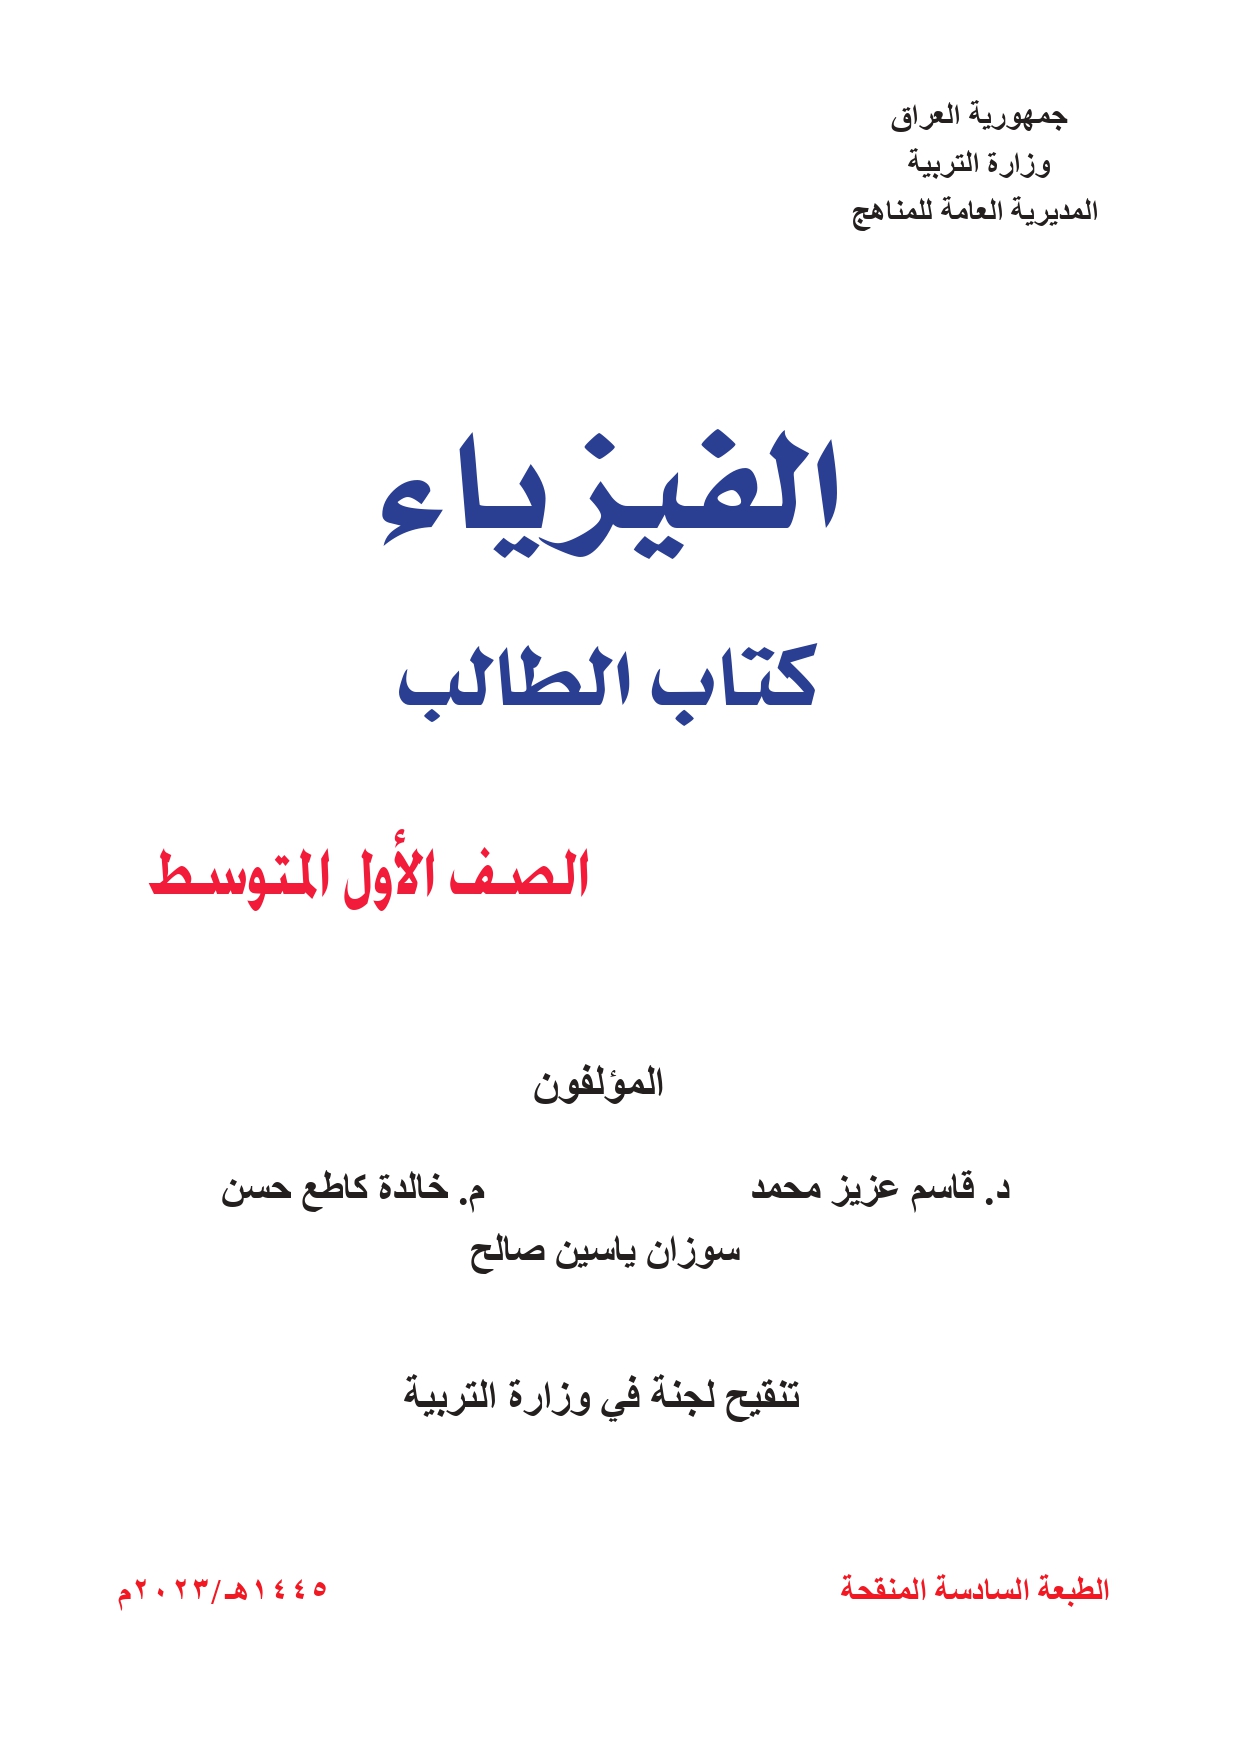 جمهورية العراق
وزارة التربية
المديرية العامة للمناهج
الفيزياء
كتاب الطالب
الصف الأول المتوسط
المؤلفون
د. قاسم عزيز محمد م. خالدة كاطع حسن
سوزان ياسين صالح
تنقيح لجنة في وزارة التربية
الطبعة السادسة المنقحة ١٤٤٥هـ/٢٠٢٣م